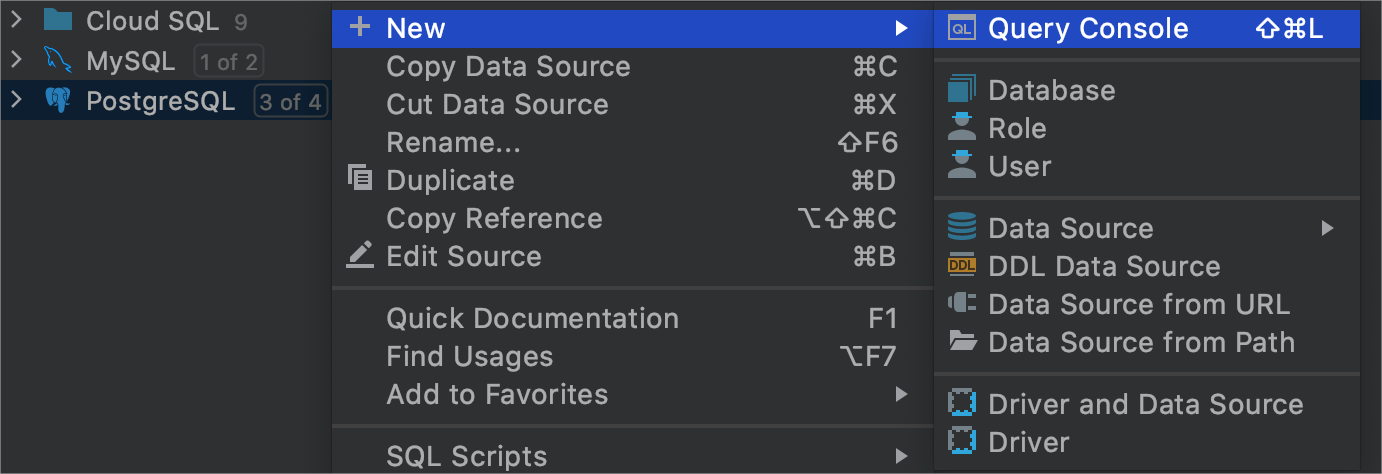 Cloud SQL 9
MySQL 1 of 2
PostgreSQL 3 of 4
New
Copy Data Source ⌘C
Cut Data Source ⌘X
Rename... ⇧F6
Duplicate ⌘D
Copy Reference ⌥⇧⌘C
Edit Source ⌘B
Quick Documentation F1
Find Usages ⌥F7
Add to Favorites
SQL Scripts
QL Query Console ⇧⌘L
Database
Role
User
Data Source
DDL DDL Data Source
Data Source from URL
Data Source from Path
Driver and Data Source
Driver